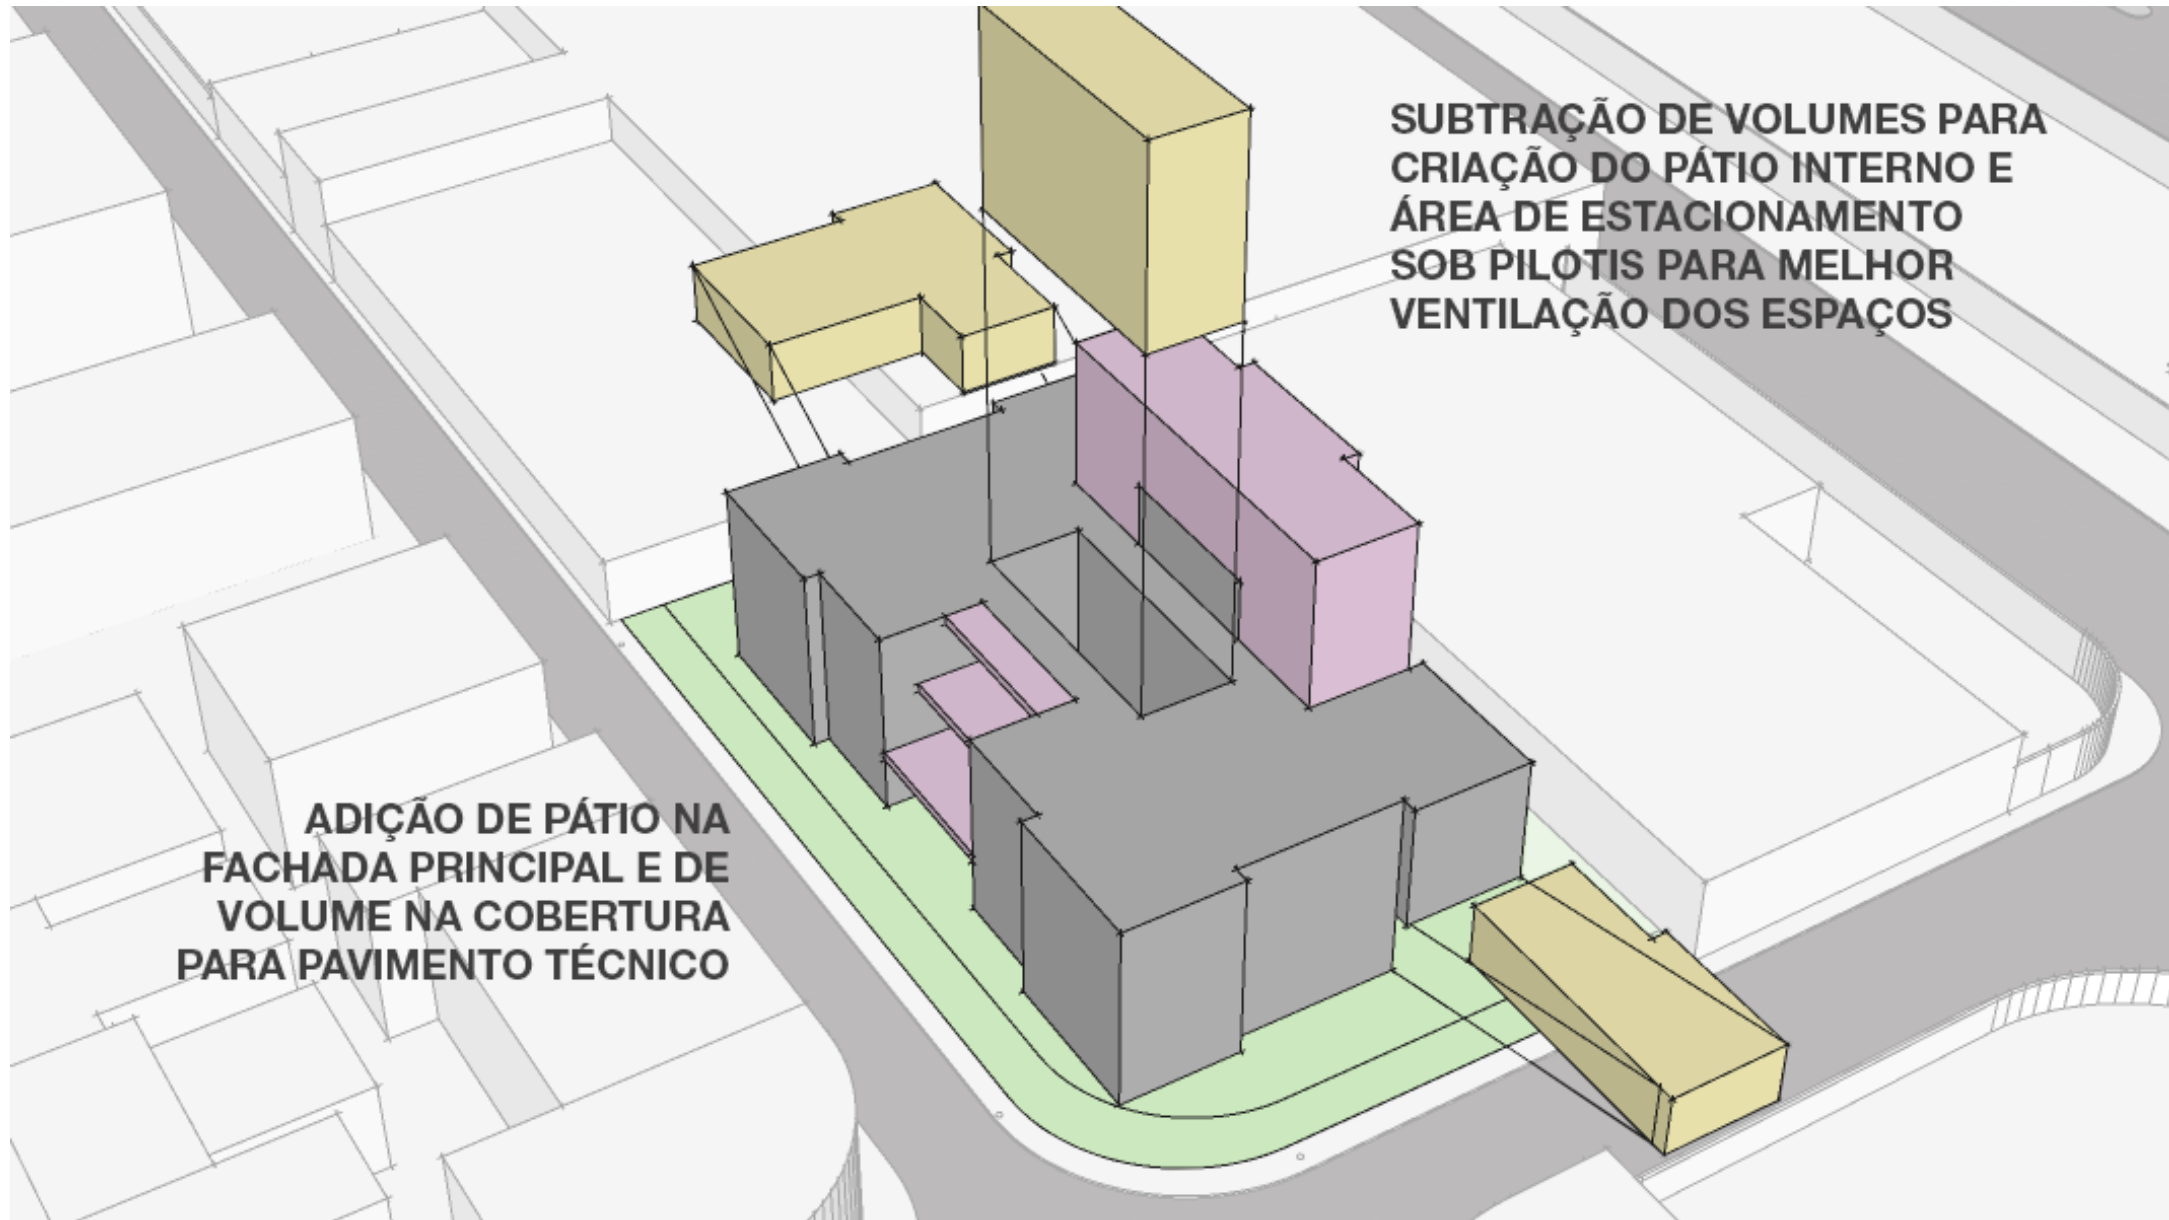 SUBTRAÇÃO DE VOLUMES PARA
CRIAÇÃO DO PÁTIO INTERNO E
ÁREA DE ESTACIONAMENTO
SOB PILOTIS PARA MELHOR
VENTILAÇÃO DOS ESPAÇOS
ADIÇÃO DE PÁTIO NA
FACHADA PRINCIPAL E DE
VOLUME NA COBERTURA
PARA PAVIMENTO TÉCNICO